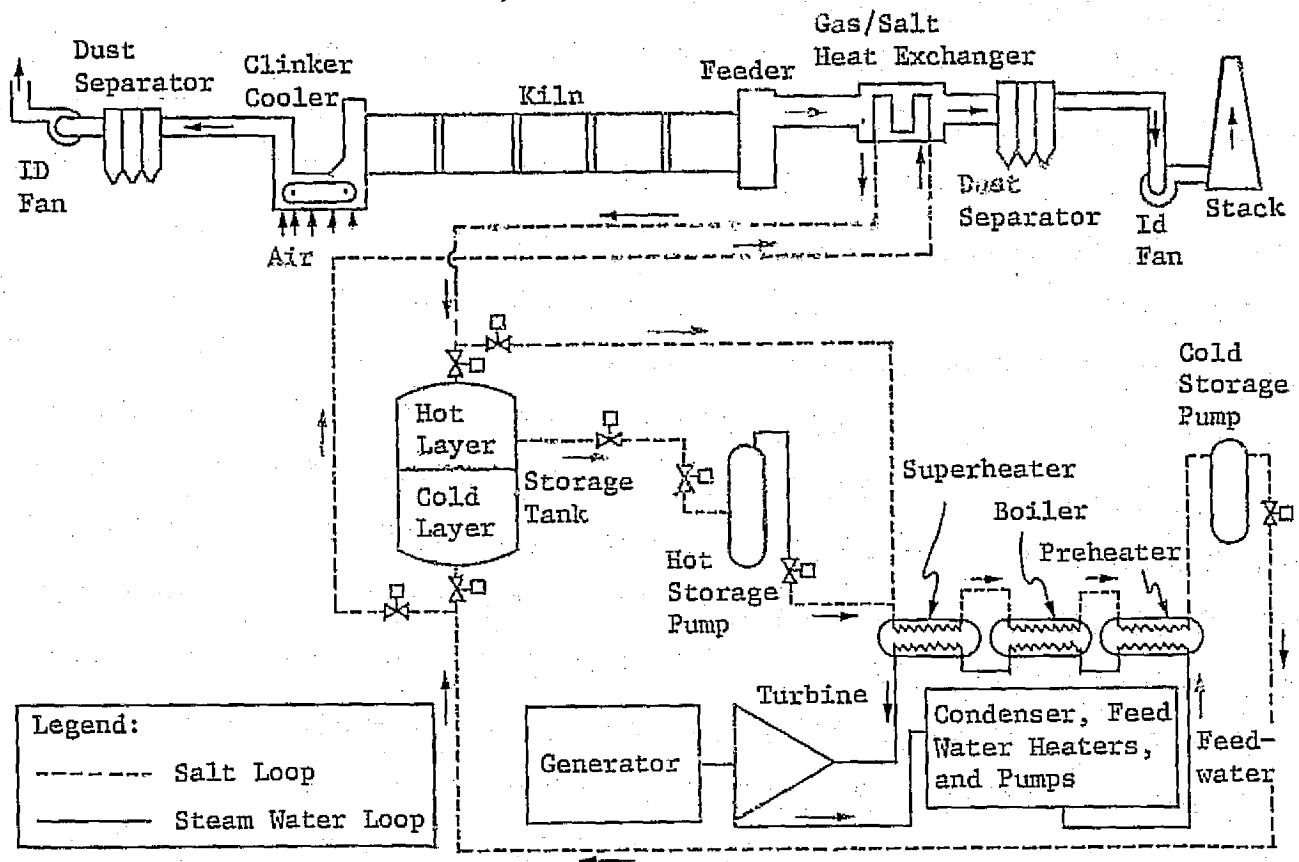 Dust
Separator
Clinker
Cooler
Kiln
Feeder
Gas/Salt
Heat Exchanger
ID
Fan
Air
Dust
Separator
Id
Fan
Stack
Cold
Storage
Pump
Hot
Layer
Cold
Layer
Storage
Tank
Hot
Storage
Pump
Superheater
Boiler
Preheater
Turbine
Generator
Condenser, Feed
Water Heaters,
and Pumps
Feed-
water
Legend:
Salt Loop
Steam Water Loop